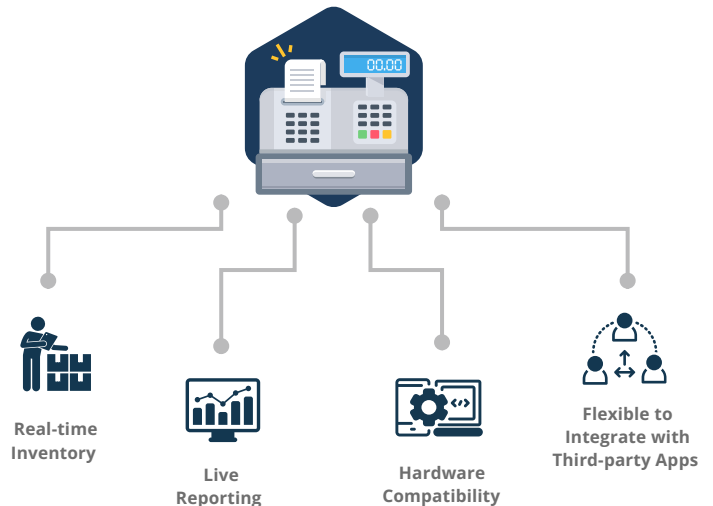 00.00
Real-time
Inventory
Live
Reporting
Hardware
Compatibility
Flexible to
Integrate with
Third-party Apps